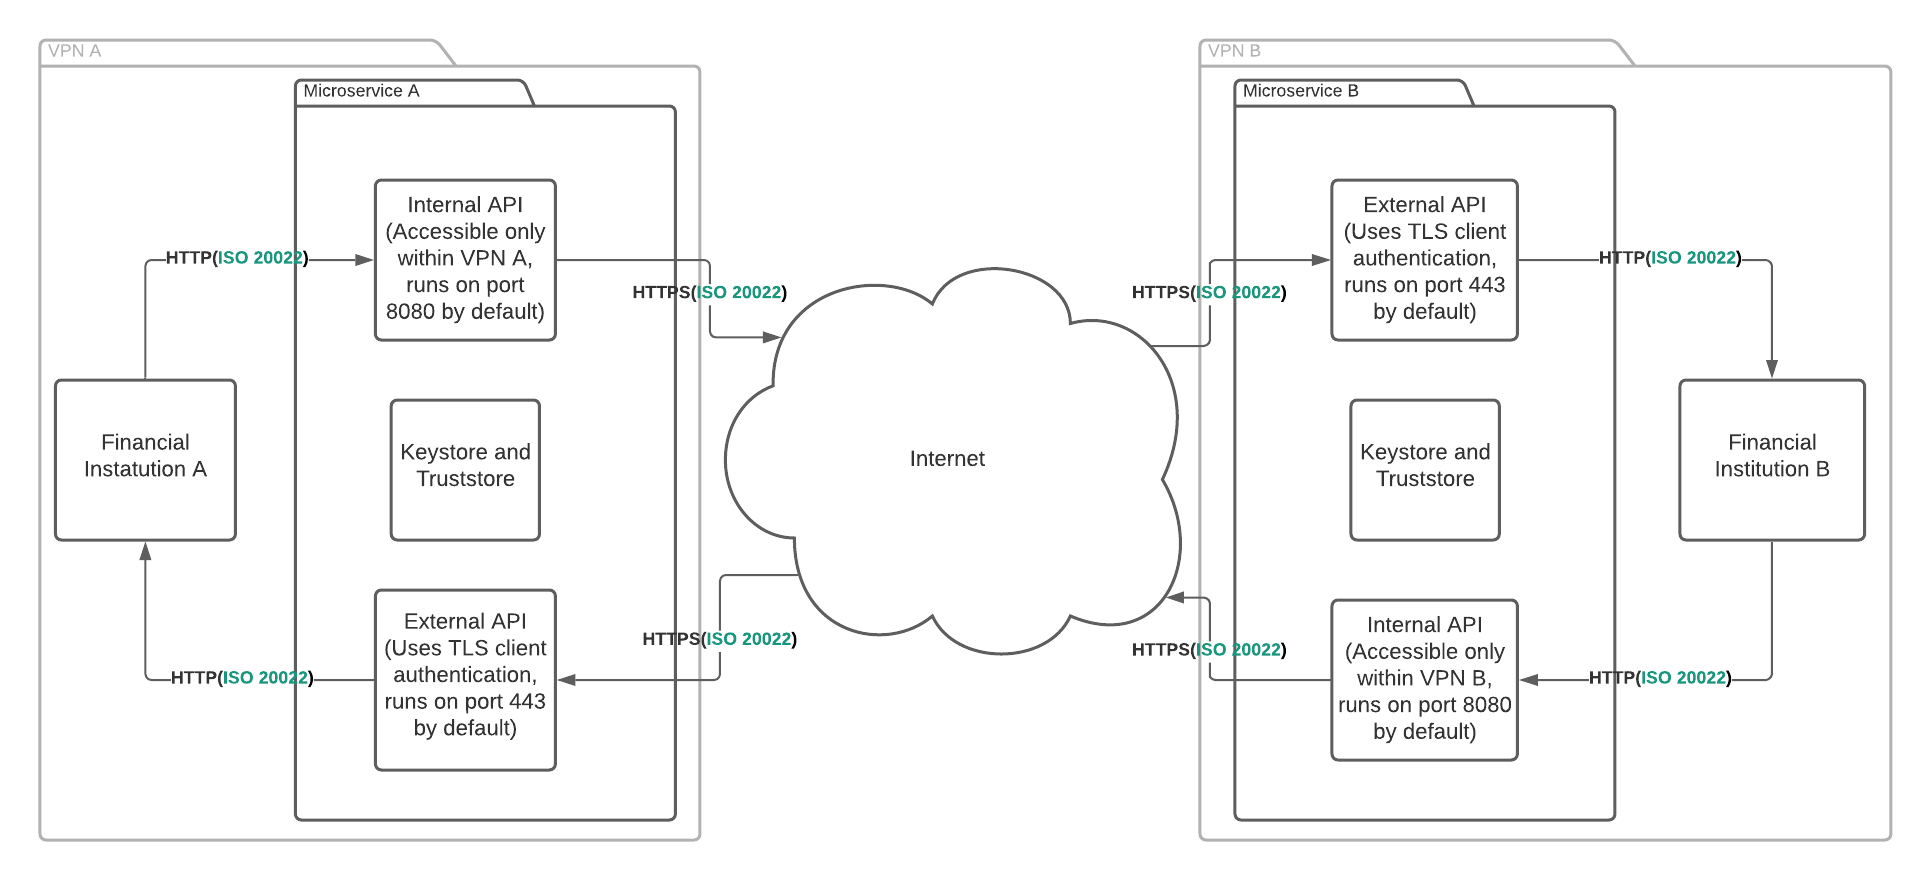 VPN A
Microservice A
Internal API
(Accessible only
within VPN A,
runs on port
8080 by default)
HTTP(ISO 20022)
HTTPS(ISO 20022)
Financial
Instatution A
Keystore and
Truststore
External API
(Uses TLS client
authentication,
runs on port 443
by default)
HTTP(ISO 20022)
HTTPS(ISO 20022)
Internet
VPN B
Microservice B
HTTPS(ISO 20022)
External API
(Uses TLS client
authentication,
runs on port 443
by default)
HTTP(ISO 20022)
Keystore and
Truststore
Financial
Institution B
HTTPS(ISO 20022)
Internal API
(Accessible only
within VPN B,
runs on port 8080
by default)
HTTP(ISO 20022)